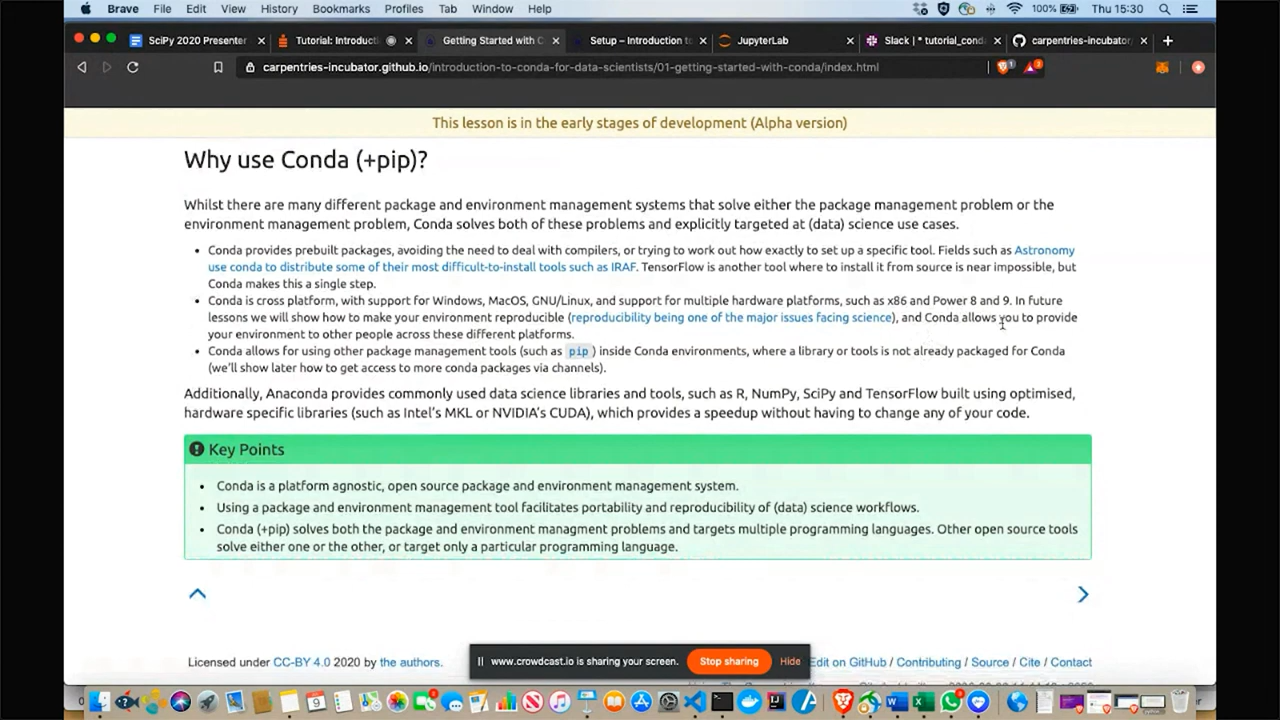 Brave File Edit View History Bookmarks Profiles Tab Window Help 100% Thu 15:30
SciPy 2020 Presenter Tutorial: Introducti Getting Started with C Setup – Introduction to JupyterLab Slack | * tutorial_cond carpentries-incubator
carpentries-incubator.github.io/introduction-to-conda-for-data-scientists/01-getting-started-with-conda/index.html
This lesson is in the early stages of development (Alpha version)
Why use Conda (+pip)?
Whilst there are many different package and environment management systems that solve either the package management problem or the
environment management problem, Conda solves both of these problems and explicitly targeted at (data) science use cases.
• Conda provides prebuilt packages, avoiding the need to deal with compilers, or trying to work out how exactly to set up a specific tool. Fields such as Astronomy
use conda to distribute some of their most difficult-to-install tools such as IRAF. TensorFlow is another tool where to install it from source is near impossible, but
Conda makes this a single step.
• Conda is cross platform, with support for Windows, MacOS, GNU/Linux, and support for multiple hardware platforms, such as x86 and Power 8 and 9. In future
lessons we will show how to make your environment reproducible (reproducibility being one of the major issues facing science), and Conda allows you to provide
your environment to other people across these different platforms.
• Conda allows for using other package management tools (such as pip ) inside Conda environments, where a library or tools is not already packaged for Conda
(we'll show later how to get access to more conda packages via channels).
Additionally, Anaconda provides commonly used data science libraries and tools, such as R, NumPy, SciPy and TensorFlow built using optimised,
hardware specific libraries (such as Intel's MKL or NVIDIA's CUDA), which provides a speedup without having to change any of your code.
Key Points
• Conda is a platform agnostic, open source package and environment management system.
• Using a package and environment management tool facilitates portability and reproducibility of (data) science workflows.
• Conda (+pip) solves both the package and environment managment problems and targets multiple programming languages. Other open source tools
solve either one or the other, or target only a particular programming language.
Licensed under CC-BY 4.0 2020 by the authors. www.crowdcast.io is sharing your screen. Stop sharing Hide Edit on GitHub / Contributing / Source / Cite / Contact